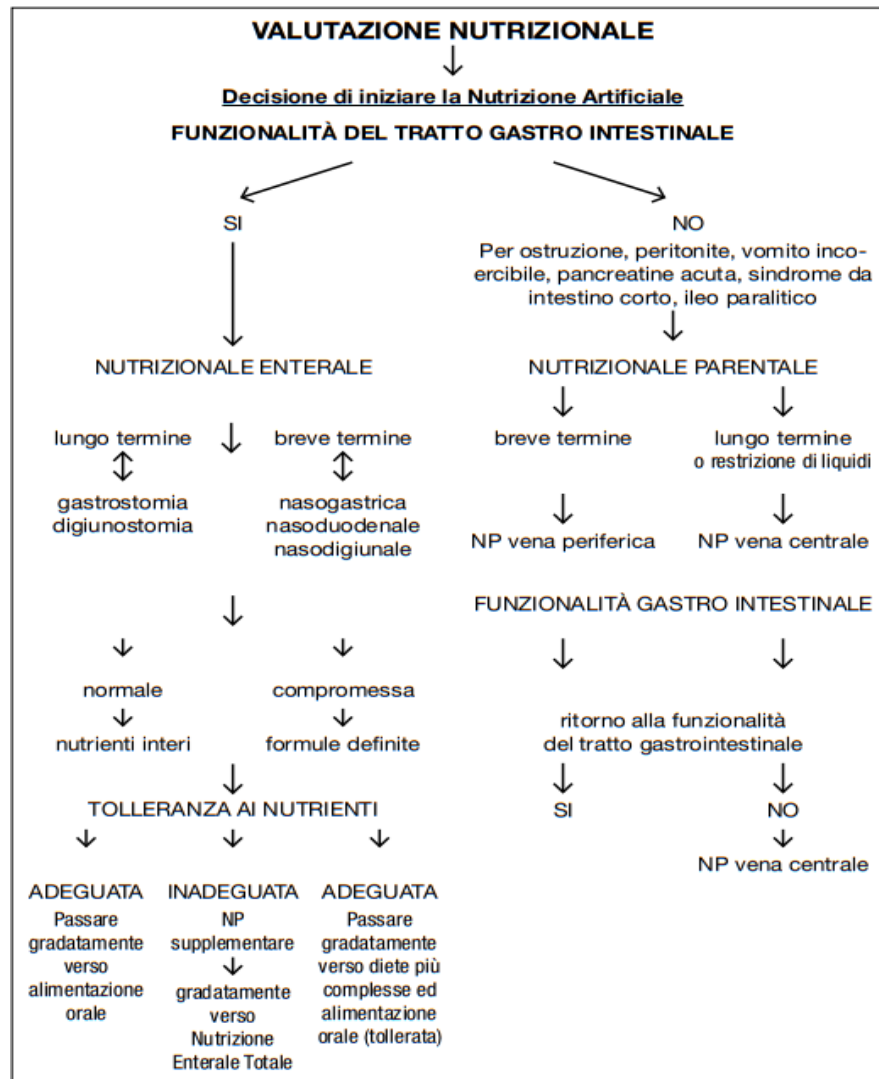 VALUTAZIONE NUTRIZIONALE
Decisione di iniziare la Nutrizione Artificiale
FUNZIONALITÀ DEL TRATTO GASTRO INTESTINALE
SI
NO
Per ostruzione, peritonite, vomito inco-
ercibile, pancreatine acuta, sindrome da
intestino corto, ileo paralitico
NUTRIZIONALE ENTERALE
NUTRIZIONALE PARENTALE
lungo termine
breve termine
gastrostomia
digiunostomia
nasogastrica
nasoduodenale
nasodigiunale
breve termine
lungo termine
o restrizione di liquidi
NP vena periferica
NP vena centrale
FUNZIONALITÀ GASTRO INTESTINALE
normale
compromessa
nutrienti interi
formule definite
ritorno alla funzionalità
del tratto gastrointestinale
SI
NO
NP vena centrale
TOLLERANZA AI NUTRIENTI
ADEGUATA
Passare
gradatamente
verso
alimentazione
orale
INADEGUATA
NP
supplementare
gradatamente
verso
Nutrizione
Enterale Totale
ADEGUATA
Passare
gradatamente
verso diete più
complesse ed
alimentazione
orale (tollerata)